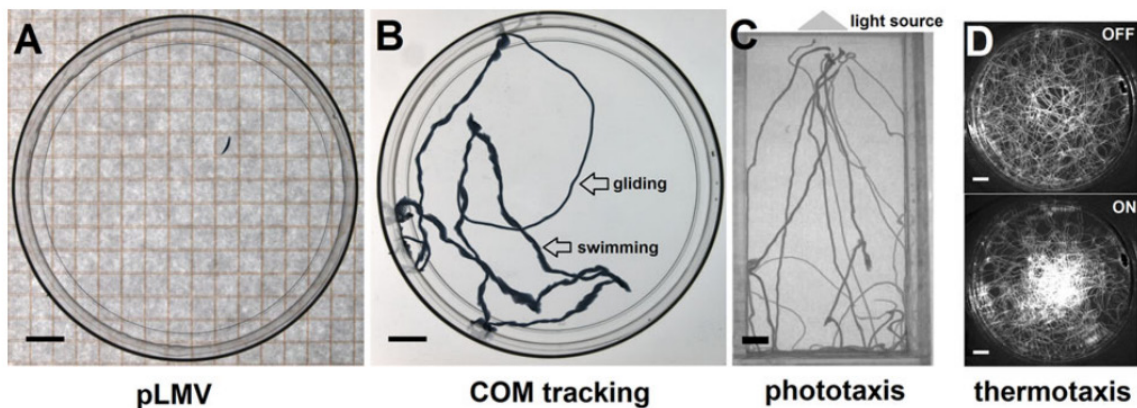 A
B
C
light source
D
OFF
gliding
swimming
ON
pLMV
COM tracking
phototaxis
thermotaxis